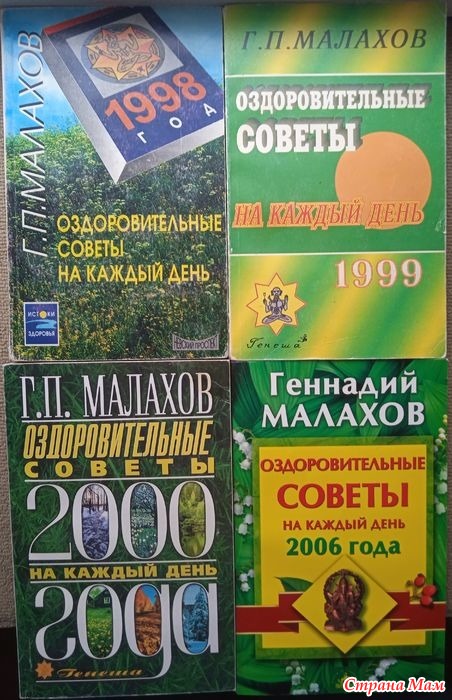 Г.П.МАЛАХОВ
1998
ГОД
ОЗДОРОВИТЕЛЬНЫЕ
СОВЕТЫ
НА КАЖДЫЙ ДЕНЬ
ИСТОКИ
ЗДОРОВЬЯ
Г.П.МАЛАХОВ
ОЗДОРОВИТЕЛЬНЫЕ
СОВЕТЫ
НА КАЖДЫЙ ДЕНЬ
1999
Генеша
Г.П. МАЛАХОВ
ОЗДОРОВИТЕЛЬНЫЕ
СОВЕТЫ
2000
НА КАЖДЫЙ ДЕНЬ
года
Генеша
Геннадий
МАЛАХОВ
ОЗДОРОВИТЕЛЬНЫЕ
СОВЕТЫ
НА КАЖДЫЙ ДЕНЬ
2006 года
Страна Мам